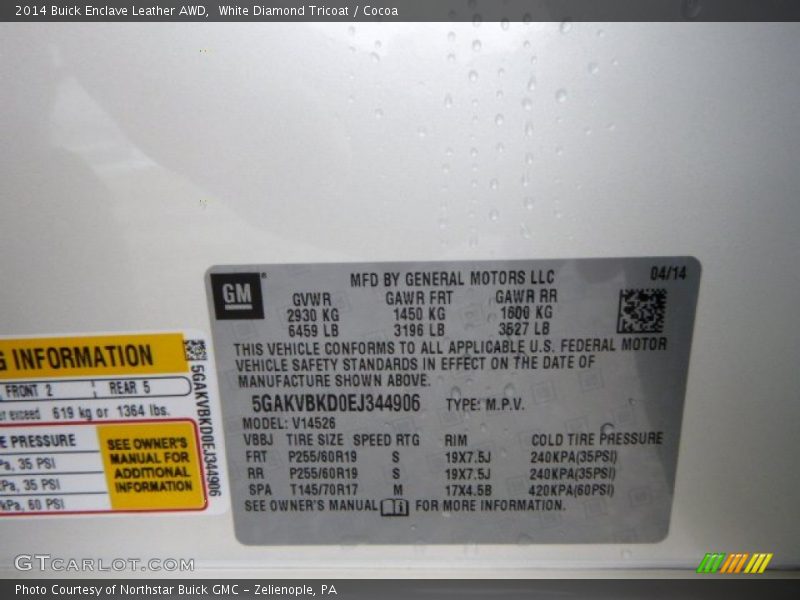 2014 Buick Enclave Leather AWD,  White Diamond Tricoat / Cocoa
GM
MFD BY GENERAL MOTORS LLC
04/14
GVWR GAWR FRT GAWR RR
2930 KG 1450 KG 1600 KG
6459 LB 3196 LB 3527 LB
THIS VEHICLE CONFORMS TO ALL APPLICABLE U.S. FEDERAL MOTOR
VEHICLE SAFETY STANDARDS IN EFFECT ON THE DATE OF
MANUFACTURE SHOWN ABOVE.
5GAKVBKD0EJ344906 TYPE: M.P.V.
MODEL: V14526
VBBJ TIRE SIZE SPEED RTG RIM COLD TIRE PRESSURE
FRT P255/60R19 S 19X7.5J 240KPA(35PSI)
RR P255/60R19 S 19X7.5J 240KPA(35PSI)
SPA T145/70R17 M 17X4.5B 420KPA(60PSI)
SEE OWNER'S MANUAL FOR MORE INFORMATION.
G INFORMATION
FRONT 2 REAR 5
exceed 619 kg or 1364 lbs.
E PRESSURE
Pa, 35 PSI
kPa, 35 PSI
kPa, 60 PSI
SEE OWNER'S
MANUAL FOR
ADDITIONAL
INFORMATION
5GAKVBKD0EJ344906
GTCARLOT.COM
Photo Courtesy of Northstar Buick GMC – Zelienople, PA